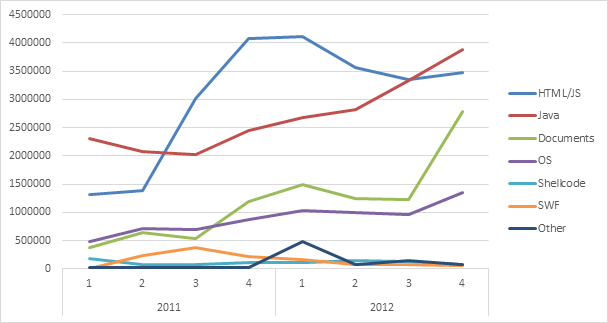 4500000
4000000
3500000
3000000
2500000
2000000
1500000
1000000
500000
0
1 2 3 4 1 2 3 4
2011 2012
HTML/JS
Java
Documents
OS
Shellcode
SWF
Other